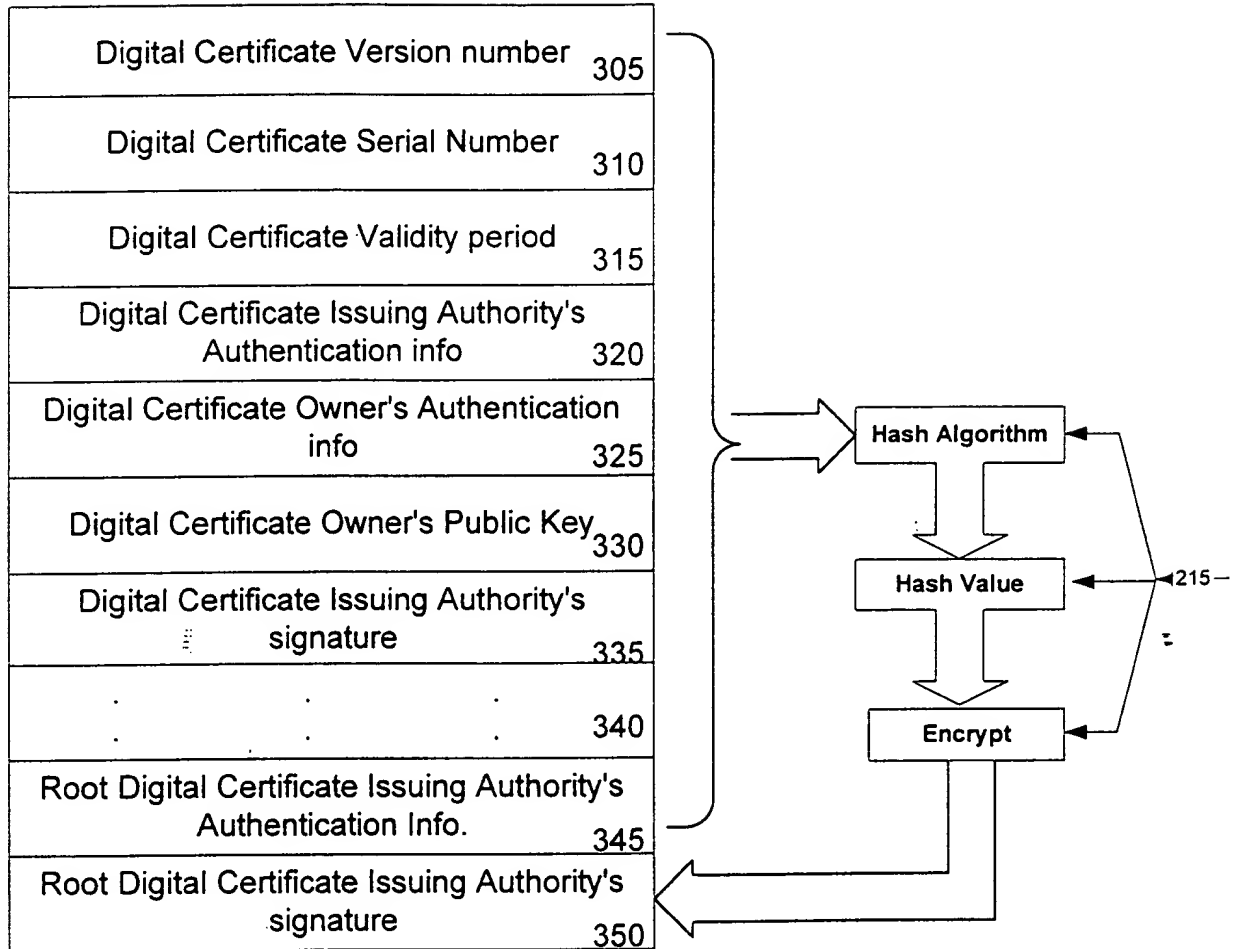 Digital Certificate Version number
305
Digital Certificate Serial Number
310
Digital Certificate Validity period
315
Digital Certificate Issuing Authority's
Authentication info
320
Digital Certificate Owner's Authentication
info
325
Digital Certificate Owner's Public Key
330
Digital Certificate Issuing Authority's
signature
335
340
Root Digital Certificate Issuing Authority's
Authentication Info.
345
Root Digital Certificate Issuing Authority's
signature
350
Hash Algorithm
Hash Value
215
Encrypt